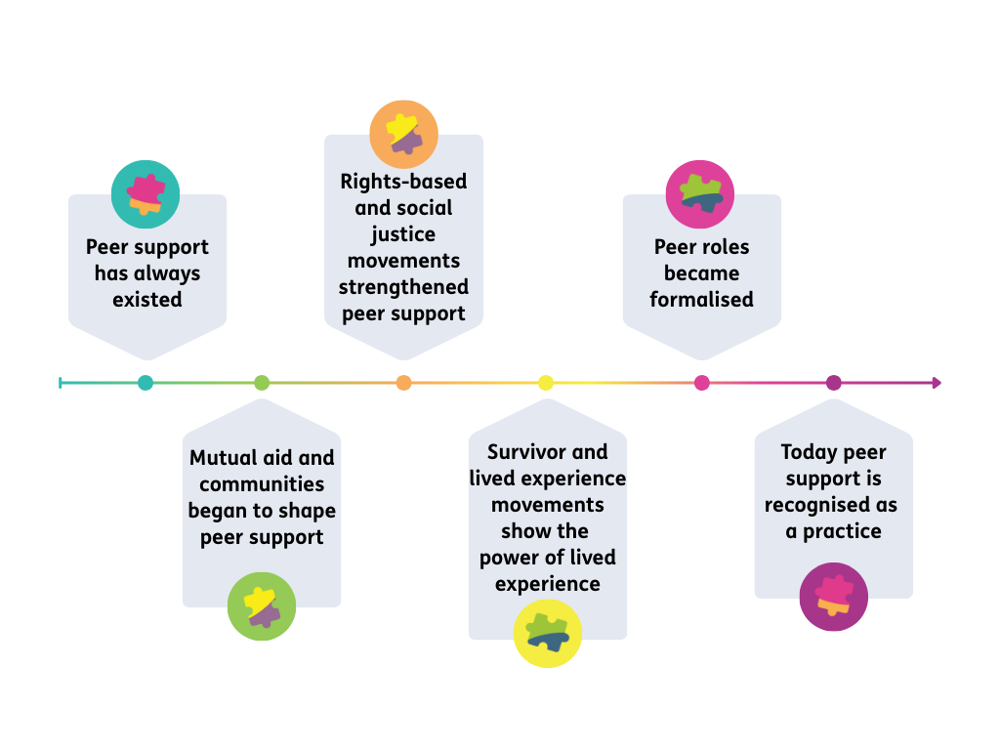 Peer support
has always
existed
Mutual aid and
communities
began to shape
peer support
Rights-based
and social
justice
movements
strengthened
peer support
Survivor and
lived experience
movements
show the
power of lived
experience
Peer roles
became
formalised
Today peer
support is
recognised as
a practice